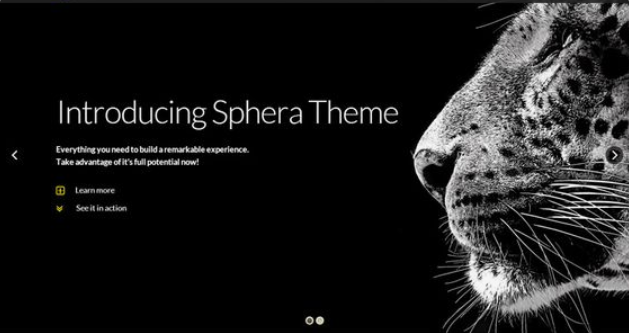 Introducing Sphera Theme
Everything you need to build a remarkable experience.
Take advantage of it's full potential now!
Learn more
See it in action